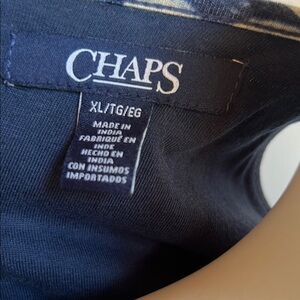 CHAPS
XL/TG/EG
MADE IN
INDIA
FABRIQUÉ EN
INDE
HECHO EN
INDIA
CON INSUMOS
IMPORTADOS